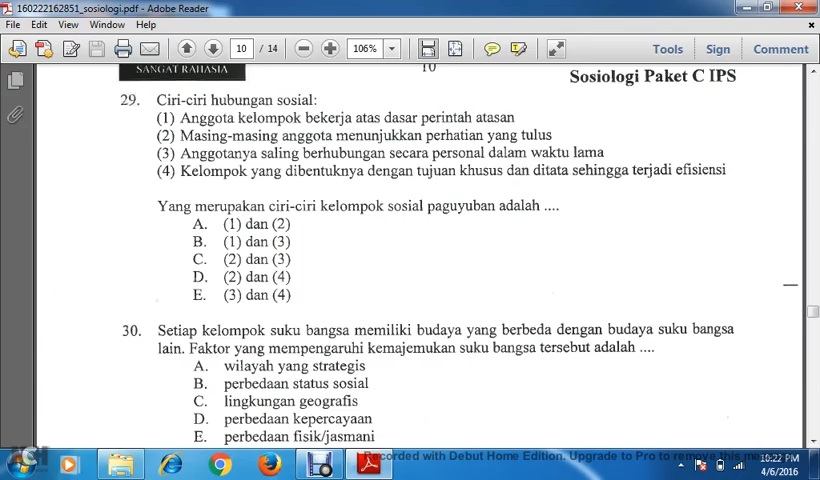 160222162851_sosiologi.pdf - Adobe Reader
File Edit View Window Help
10 / 14 106% Tools Sign Comment
SANGAT RAHASIA 10 Sosiologi Paket C IPS
29. Ciri-ciri hubungan sosial:
(1) Anggota kelompok bekerja atas dasar perintah atasan
(2) Masing-masing anggota menunjukkan perhatian yang tulus
(3) Anggotanya saling berhubungan secara personal dalam waktu lama
(4) Kelompok yang dibentuknya dengan tujuan khusus dan ditata sehingga terjadi efisiensi
Yang merupakan ciri-ciri kelompok sosial paguyuban adalah ....
A. (1) dan (2)
B. (1) dan (3)
C. (2) dan (3)
D. (2) dan (4)
E. (3) dan (4)
30. Setiap kelompok suku bangsa memiliki budaya yang berbeda dengan budaya suku bangsa
lain. Faktor yang mempengaruhi kemajemukan suku bangsa tersebut adalah ....
A. wilayah yang strategis
B. perbedaan status sosial
C. lingkungan geografis
D. perbedaan kepercayaan
E. perbedaan fisik/jasmani
Recorded with Debut Home Edition. Upgrade to Pro to remove this
10:22 PM
4/6/2016